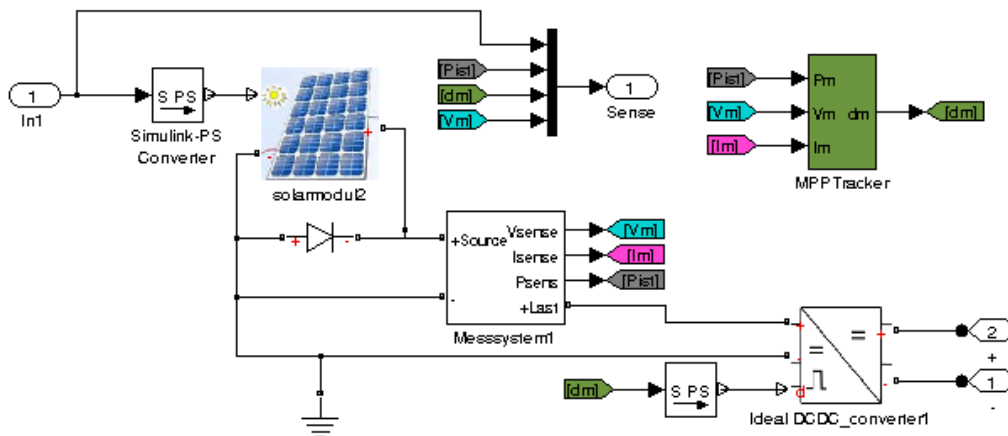 1
In1
S PS
Simulink-PS
Converter
+
-
solarmodul2
[Pist]
[dm]
[Vm]
1
Sense
[Pist]
[Vm]
[Im]
Pm
Vm dm
Im
[dm]
MPPTracker
+ -
+Source
-
Vsense
Isense
Psens
+Last
[Vm]
[Im]
[Pist]
Messsystem1
[dm]
S PS
+
-
d
=
=
+
-
2
+
1
-
Ideal DCDC_converter1